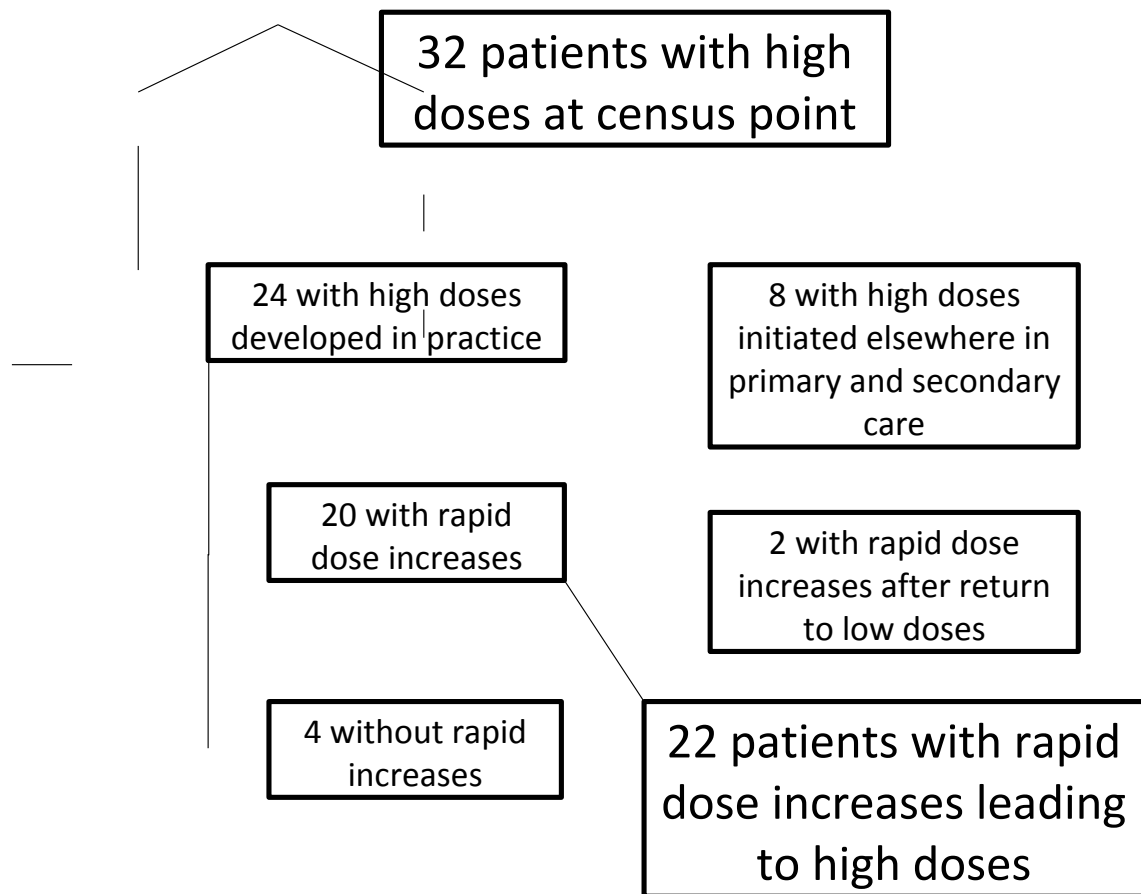 32 patients with high
doses at census point
24 with high doses
developed in practice
8 with high doses
initiated elsewhere in
primary and secondary
care
20 with rapid
dose increases
2 with rapid dose
increases after return
to low doses
4 without rapid
increases
22 patients with rapid
dose increases leading
to high doses